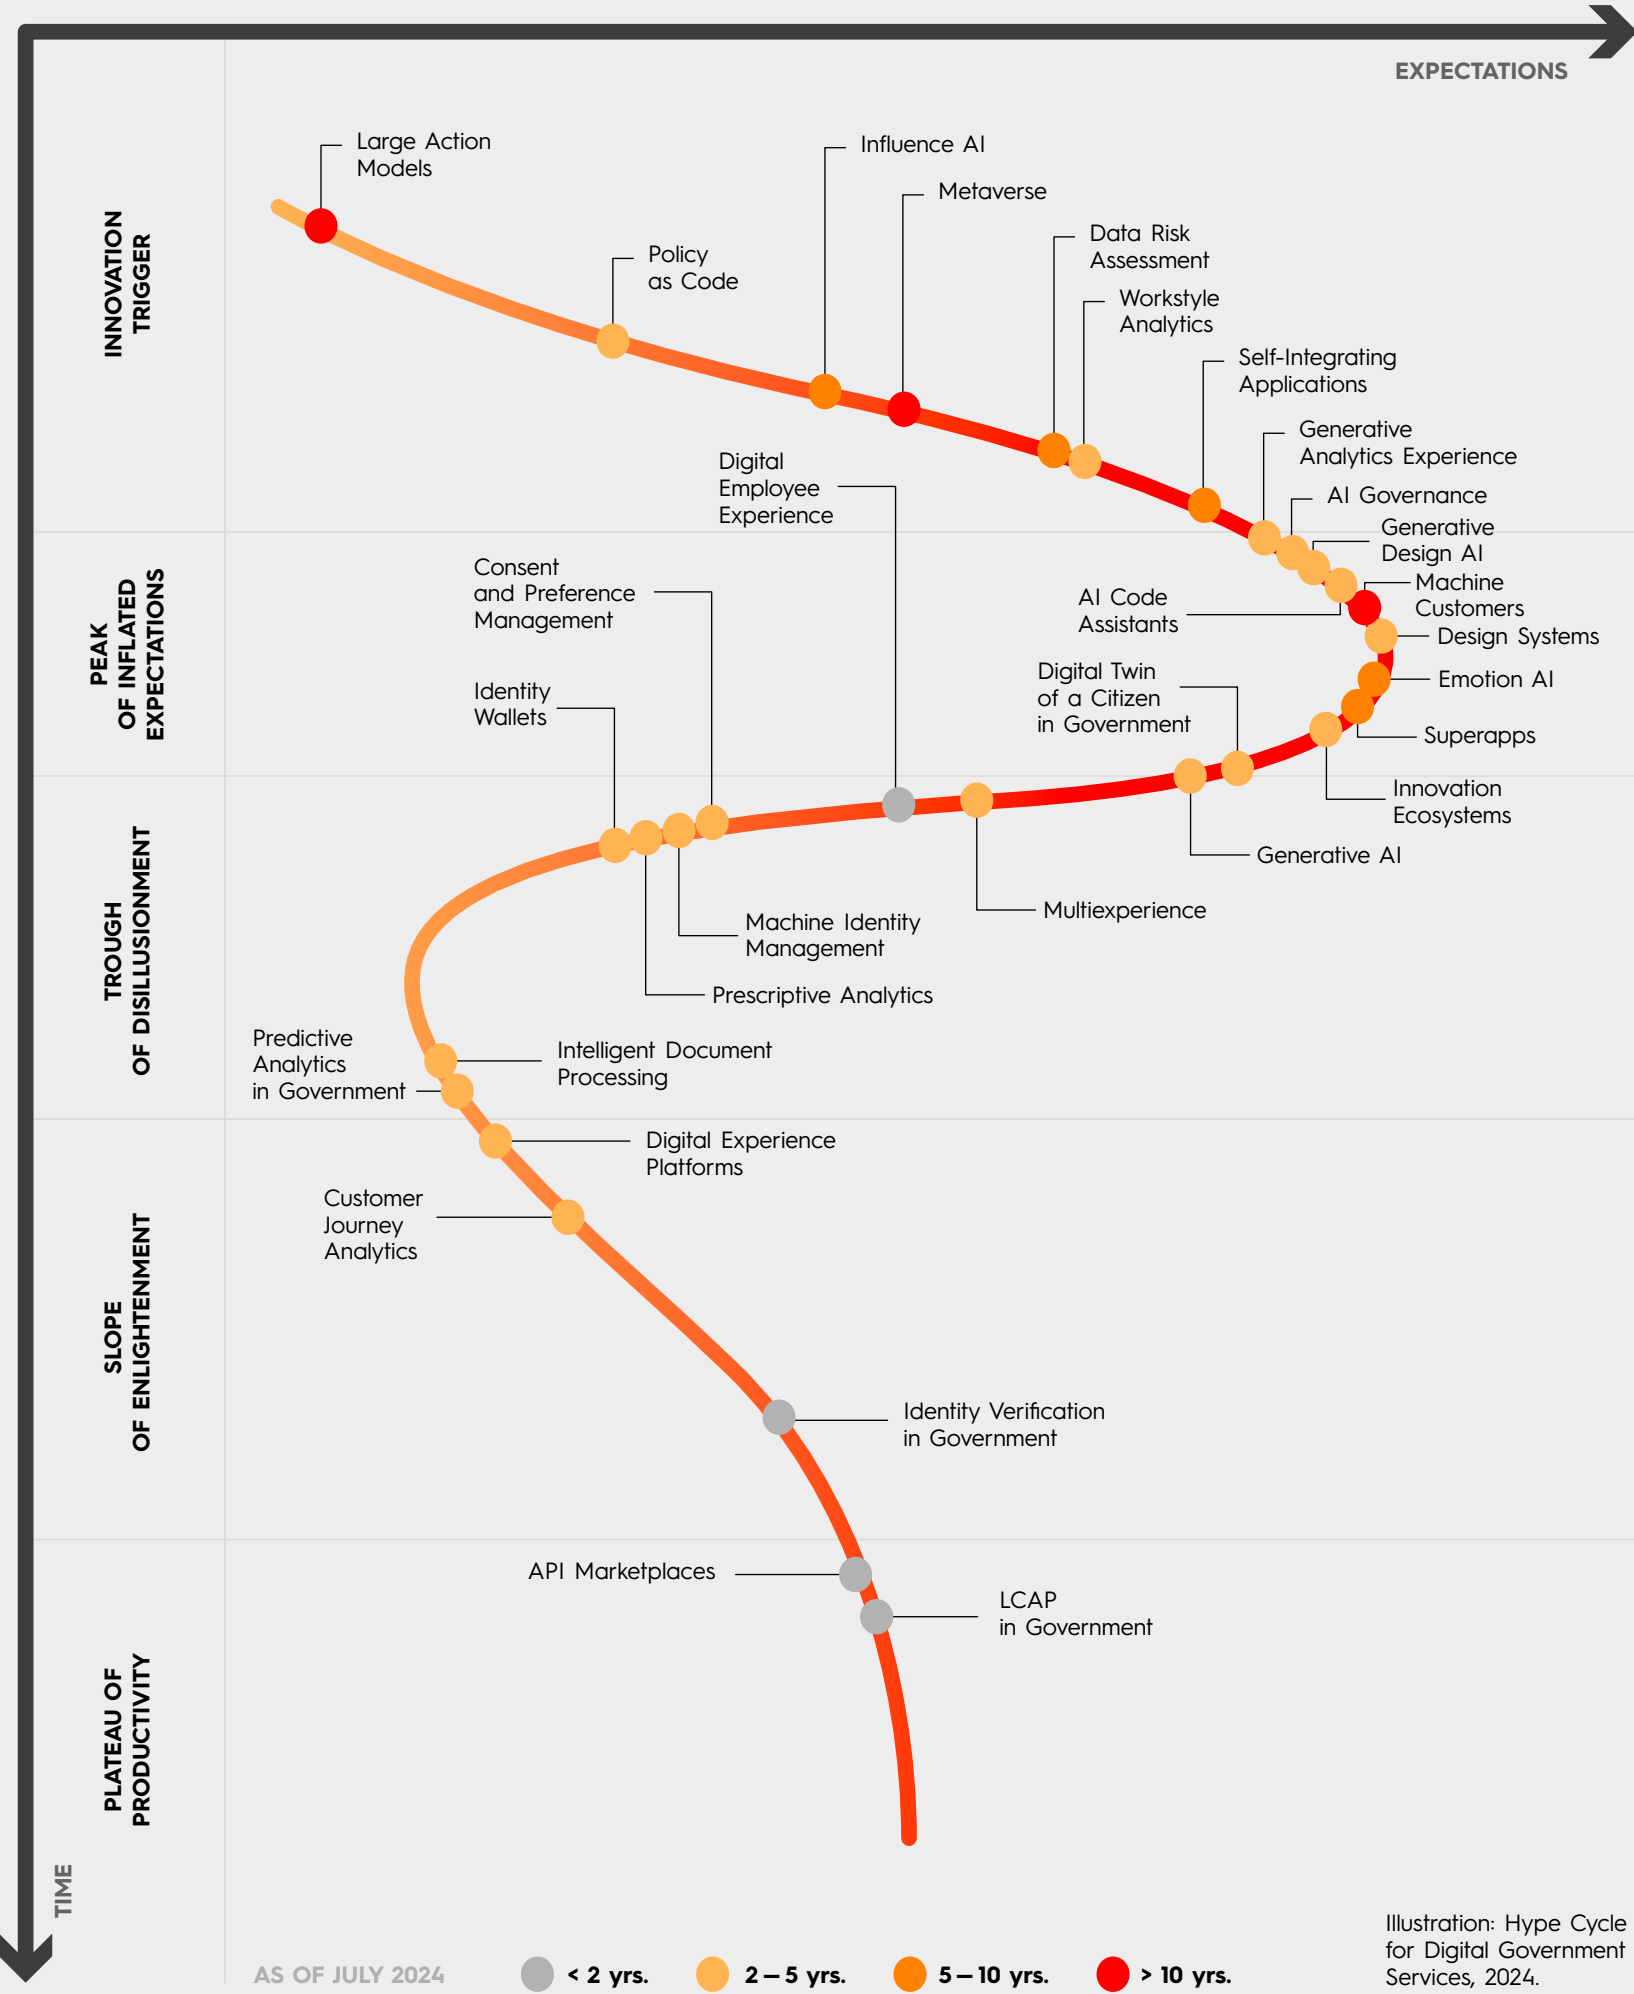 EXPECTATIONS
INNOVATION
TRIGGER
Large Action
Models
Influence AI
Metaverse
Data Risk
Assessment
Policy
as Code
Workstyle
Analytics
Self-Integrating
Applications
Generative
Analytics Experience
Digital
Employee
Experience
AI Governance
Generative
Design AI
PEAK
OF INFLATED
EXPECTATIONS
Consent
and Preference
Management
AI Code
Assistants
Machine
Customers
Design Systems
Identity
Wallets
Digital Twin
of a Citizen
in Government
Emotion AI
Superapps
Innovation
Ecosystems
Generative AI
TROUGH
OF DISILLUSIONMENT
Multiexperience
Machine Identity
Management
Prescriptive Analytics
Predictive
Analytics
in Government
Intelligent Document
Processing
SLOPE
OF ENLIGHTENMENT
Digital Experience
Platforms
Customer
Journey
Analytics
Identity Verification
in Government
PLATEAU OF
PRODUCTIVITY
API Marketplaces
LCAP
in Government
TIME
AS OF JULY 2024
< 2 yrs.
2 – 5 yrs.
5 – 10 yrs.
> 10 yrs.
Illustration: Hype Cycle
for Digital Government
Services, 2024.